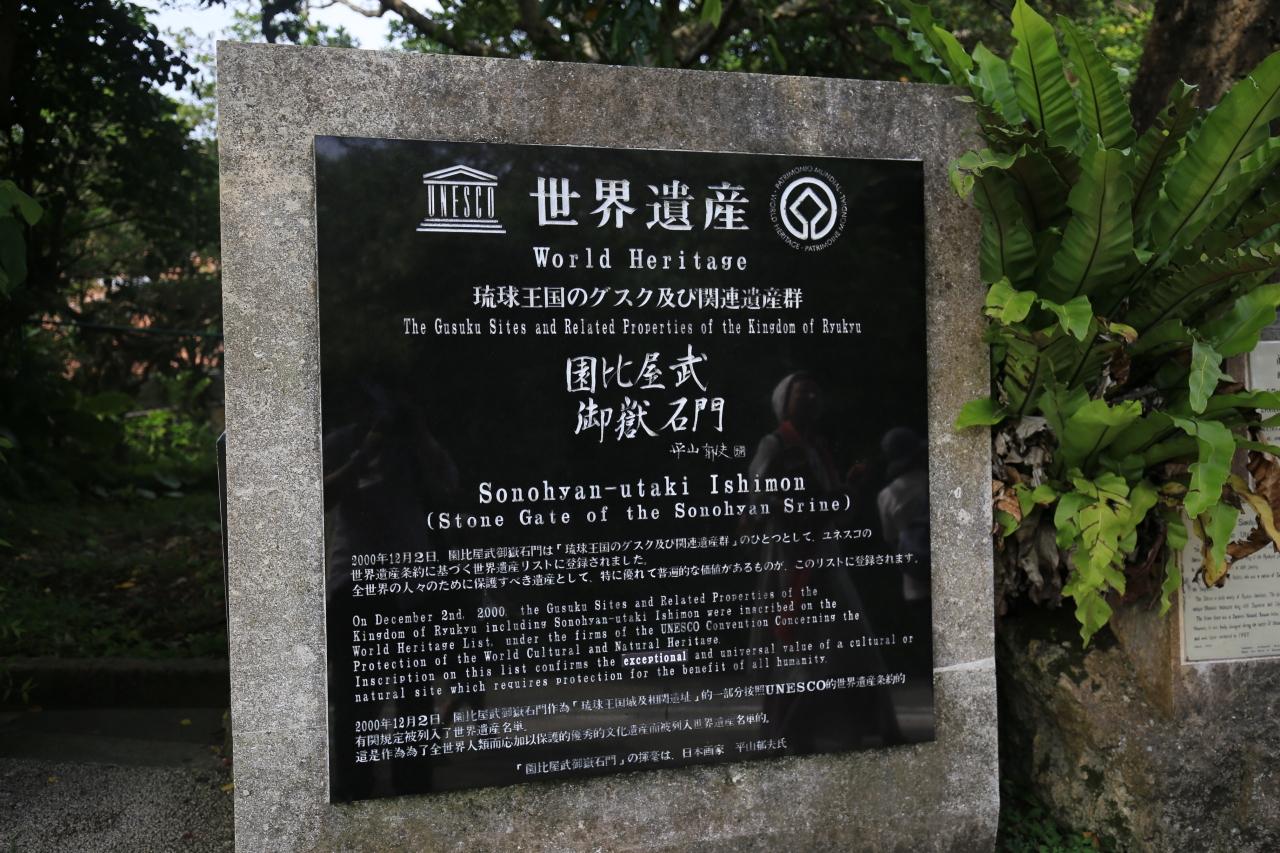 UNESCO
世界遺産
WORLD HERITAGE · PATRIMOINE MONDIAL · PATRIMONIO MUNDIAL
World Heritage
琉球王国のグスク及び関連遺産群
The Gusuku Sites and Related Properties of the Kingdom of Ryukyu
園比屋武
御嶽石門
平山郁夫
Sonohyan-utaki Ishimon
(Stone Gate of the Sonohyan Srine)
2000年12月2日、園比屋武御嶽石門は「琉球王国のグスク及び関連遺産群」のひとつとして、ユネスコの
世界遺産条約に基づく世界遺産リストに登録されました。
全世界の人々のために保護すべき遺産として、特に優れて普遍的な価値があるものが、このリストに登録されます。
On December 2nd, 2000, the Gusuku Sites and Related Properties of the
Kingdom of Ryukyu including Sonohyan-utaki Ishimon were inscribed on the
World Heritage List, under the firms of the UNESCO Convention Concerning the
Protection of the World Cultural and Natural Heritage.
Inscription on this list confirms the exceptional and universal value of a cultural or
natural site which requires protection for the benefit of all humanity.
2000年12月2日，園比屋武御嶽石門作為「琉球王国城及相関遺址」的一部分按照UNESCO的世界遺産条約的
有関規定被列入了世界遺産名単。
這是作為為了全世界人類而応加以保護的優秀的文化遺産而被列入世界遺産名単的。
「園比屋武御嶽石門」の揮毫は、日本画家 平山郁夫氏